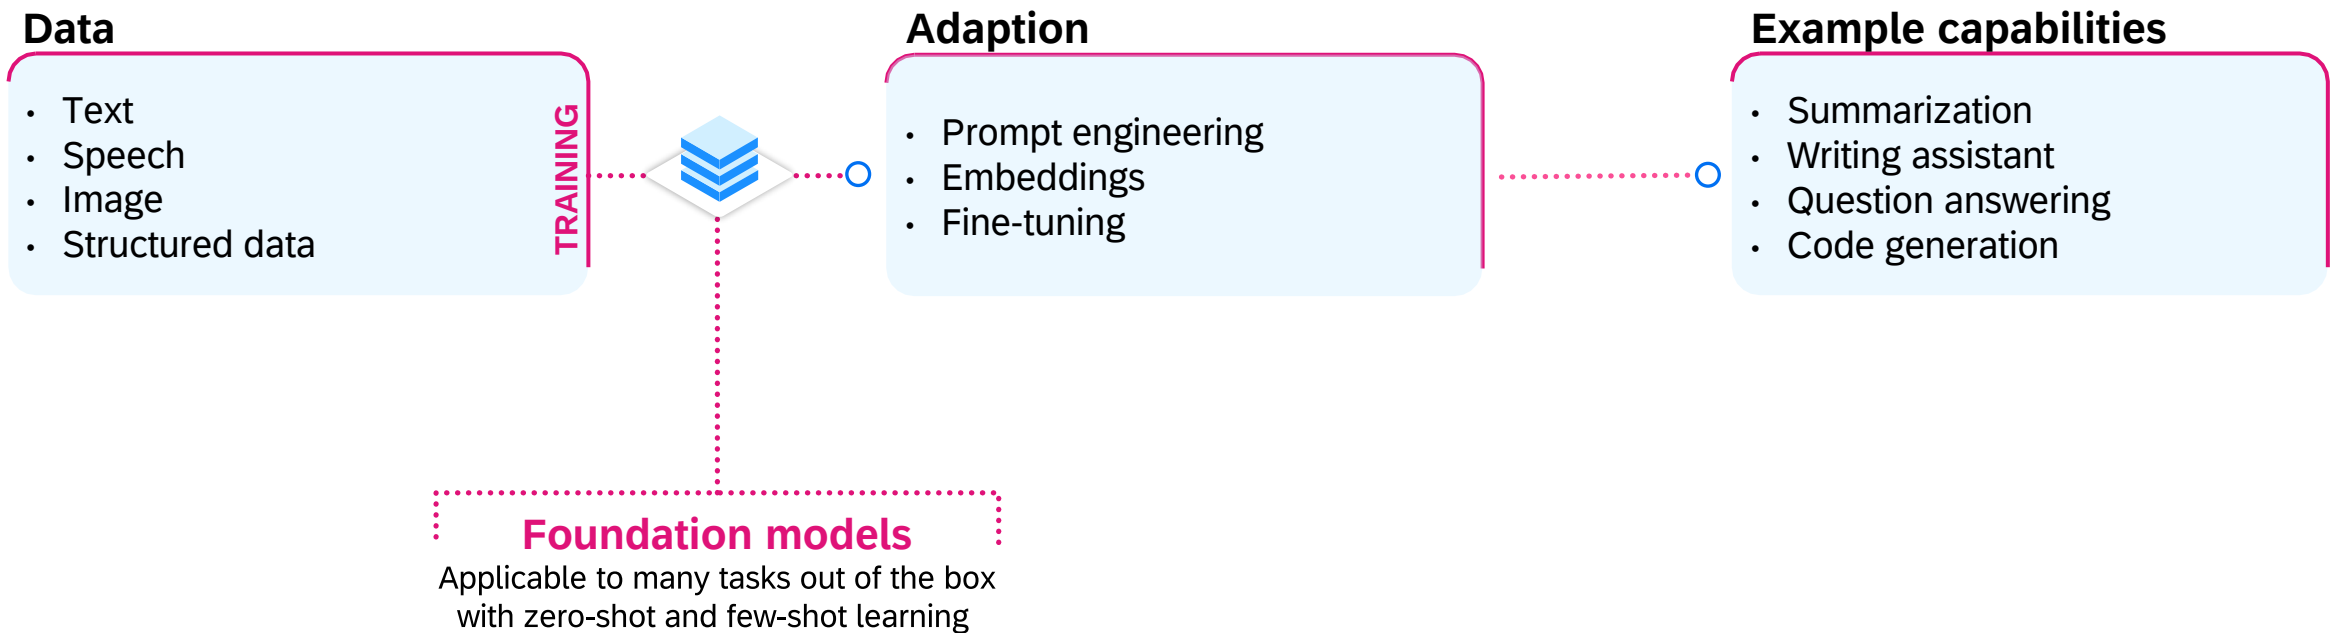 Data
• Text
• Speech
• Image
• Structured data
TRAINING
Adaption
• Prompt engineering
• Embeddings
• Fine-tuning
Example capabilities
• Summarization
• Writing assistant
• Question answering
• Code generation
Foundation models
Applicable to many tasks out of the box
with zero-shot and few-shot learning